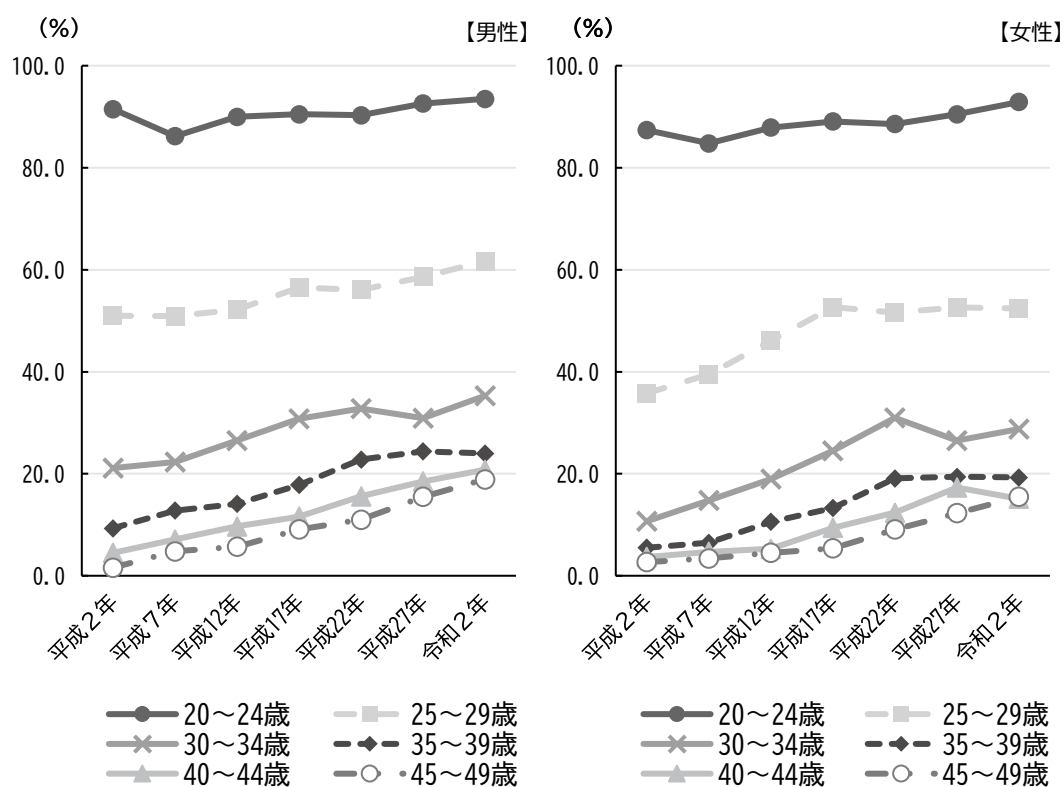 (%)
【男性】
100.0
80.0
60.0
40.0
20.0
0.0
平成２年
平成７年
平成12年
平成17年
平成22年
平成27年
令和２年
20～24歳
25～29歳
30～34歳
35～39歳
40～44歳
45～49歳
(%)
【女性】
100.0
80.0
60.0
40.0
20.0
0.0
平成２年
平成７年
平成12年
平成17年
平成22年
平成27年
令和２年
20～24歳
25～29歳
30～34歳
35～39歳
40～44歳
45～49歳